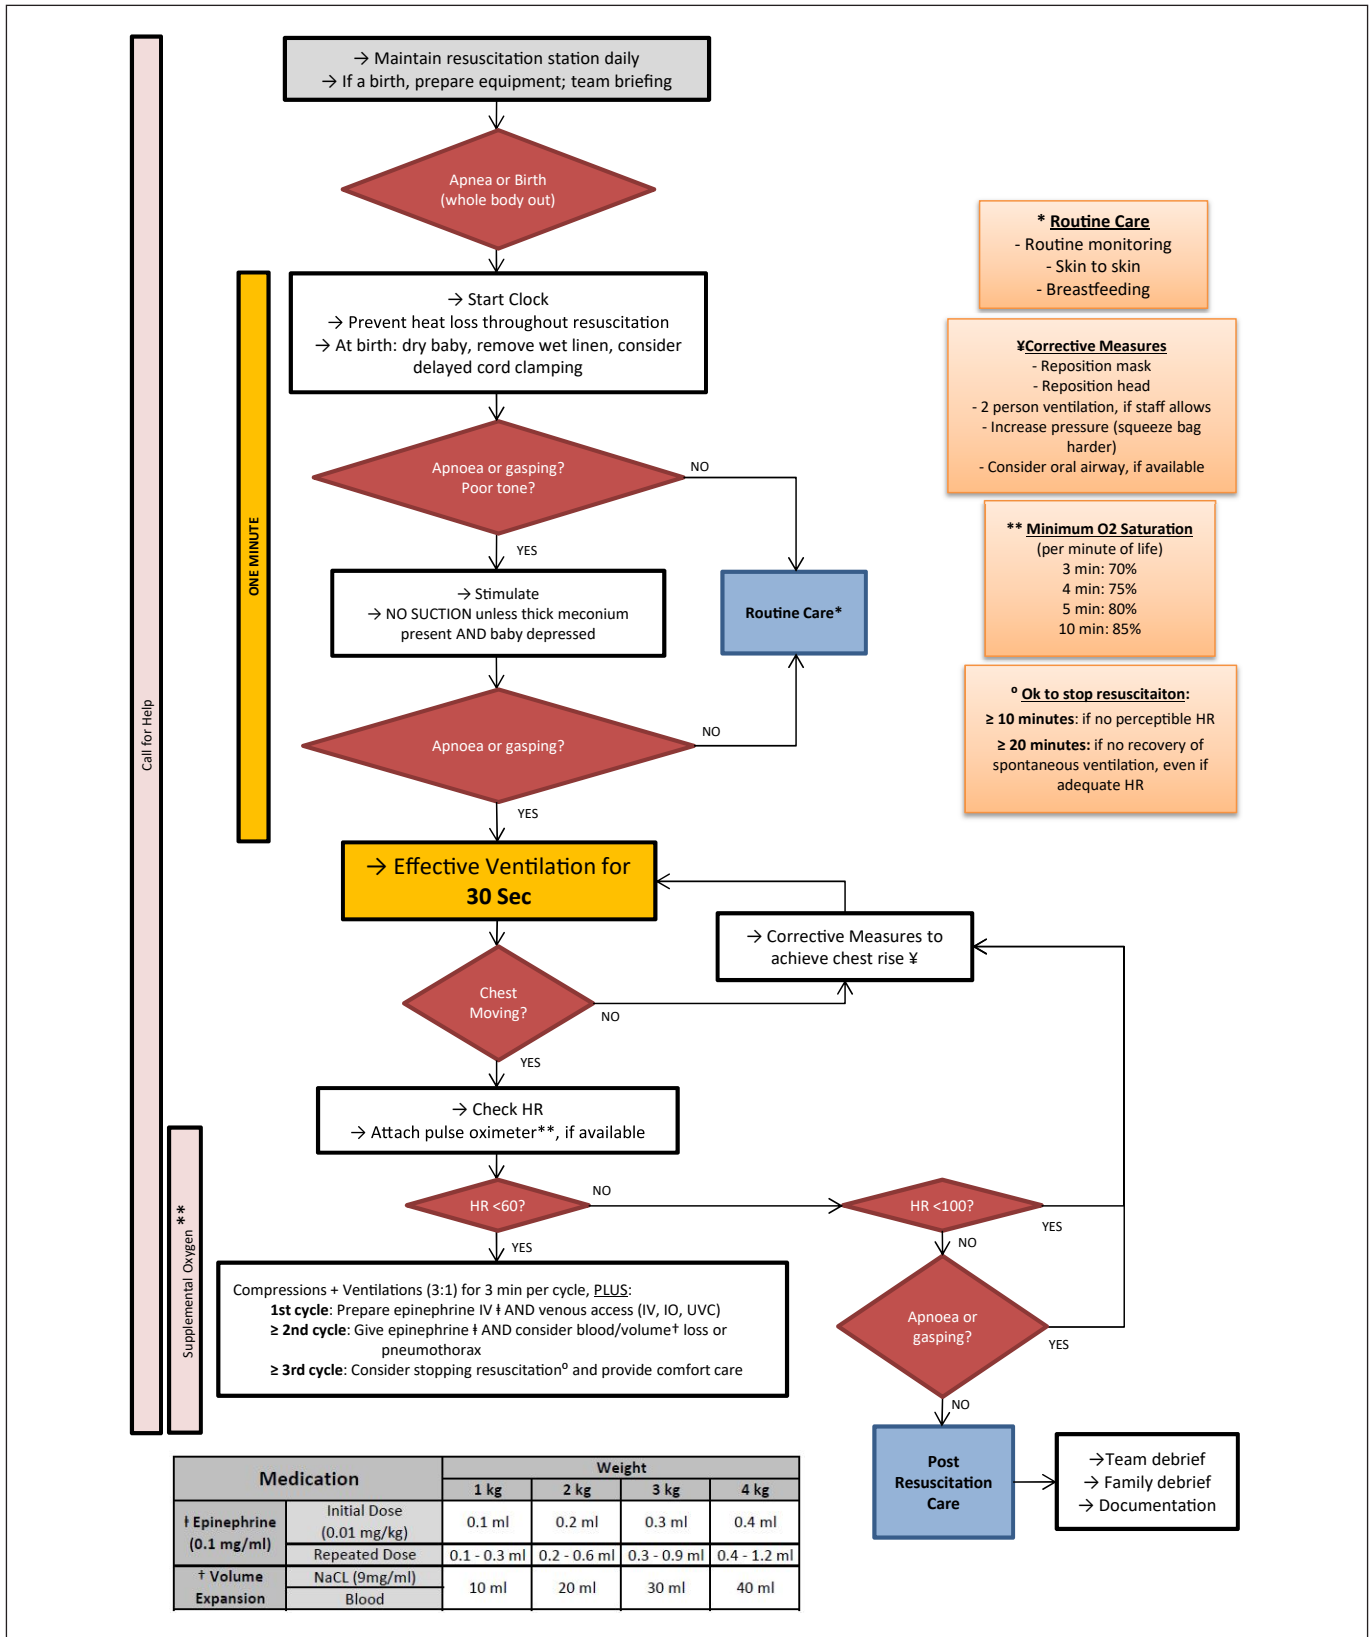 → Maintain resuscitation station daily
→ If a birth, prepare equipment; team briefing
Apnea or Birth
(whole body out)
→ Start Clock
→ Prevent heat loss throughout resuscitation
→ At birth: dry baby, remove wet linen, consider
delayed cord clamping
Apnoea or gasping?
Poor tone?
NO
YES
→ Stimulate
→ NO SUCTION unless thick meconium
present AND baby depressed
Routine Care*
Apnoea or gasping?
NO
YES
ONE MINUTE
Call for Help
→ Effective Ventilation for
30 Sec
→ Corrective Measures to
achieve chest rise ¥
Chest
Moving?
NO
YES
→ Check HR
→ Attach pulse oximeter**, if available
HR <60?
NO
YES
HR <100?
YES
NO
Supplemental Oxygen **
Compressions + Ventilations (3:1) for 3 min per cycle, PLUS:
1st cycle: Prepare epinephrine IV ǂ AND venous access (IV, IO, UVC)
≥ 2nd cycle: Give epinephrine ǂ AND consider blood/volume† loss or
pneumothorax
≥ 3rd cycle: Consider stopping resuscitation⁰ and provide comfort care
Apnoea or
gasping?
YES
NO
Post
Resuscitation
Care
→Team debrief
→ Family debrief
→ Documentation
* Routine Care
- Routine monitoring
- Skin to skin
- Breastfeeding
¥Corrective Measures
- Reposition mask
- Reposition head
- 2 person ventilation, if staff allows
- Increase pressure (squeeze bag
harder)
- Consider oral airway, if available
** Minimum O2 Saturation
(per minute of life)
3 min: 70%
4 min: 75%
5 min: 80%
10 min: 85%
⁰ Ok to stop resuscitaiton:
≥ 10 minutes: if no perceptible HR
≥ 20 minutes: if no recovery of
spontaneous ventilation, even if
adequate HR
Medication Weight
1 kg 2 kg 3 kg 4 kg
ǂ Epinephrine
(0.1 mg/ml)
Initial Dose
(0.01 mg/kg)
0.1 ml 0.2 ml 0.3 ml 0.4 ml
Repeated Dose 0.1 - 0.3 ml 0.2 - 0.6 ml 0.3 - 0.9 ml 0.4 - 1.2 ml
† Volume
Expansion
NaCL (9mg/ml)
Blood
10 ml 20 ml 30 ml 40 ml